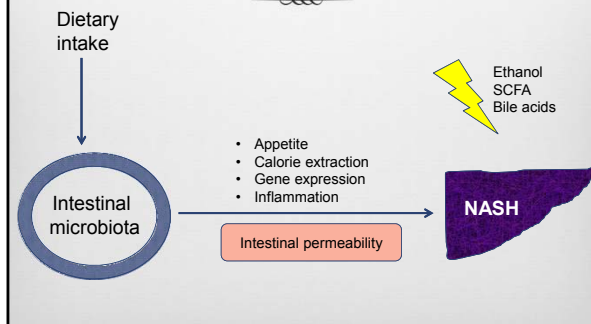 Dietary
intake
Ethanol
SCFA
Bile acids
• Appetite
• Calorie extraction
• Gene expression
• Inflammation
Intestinal
microbiota
NASH
Intestinal permeability